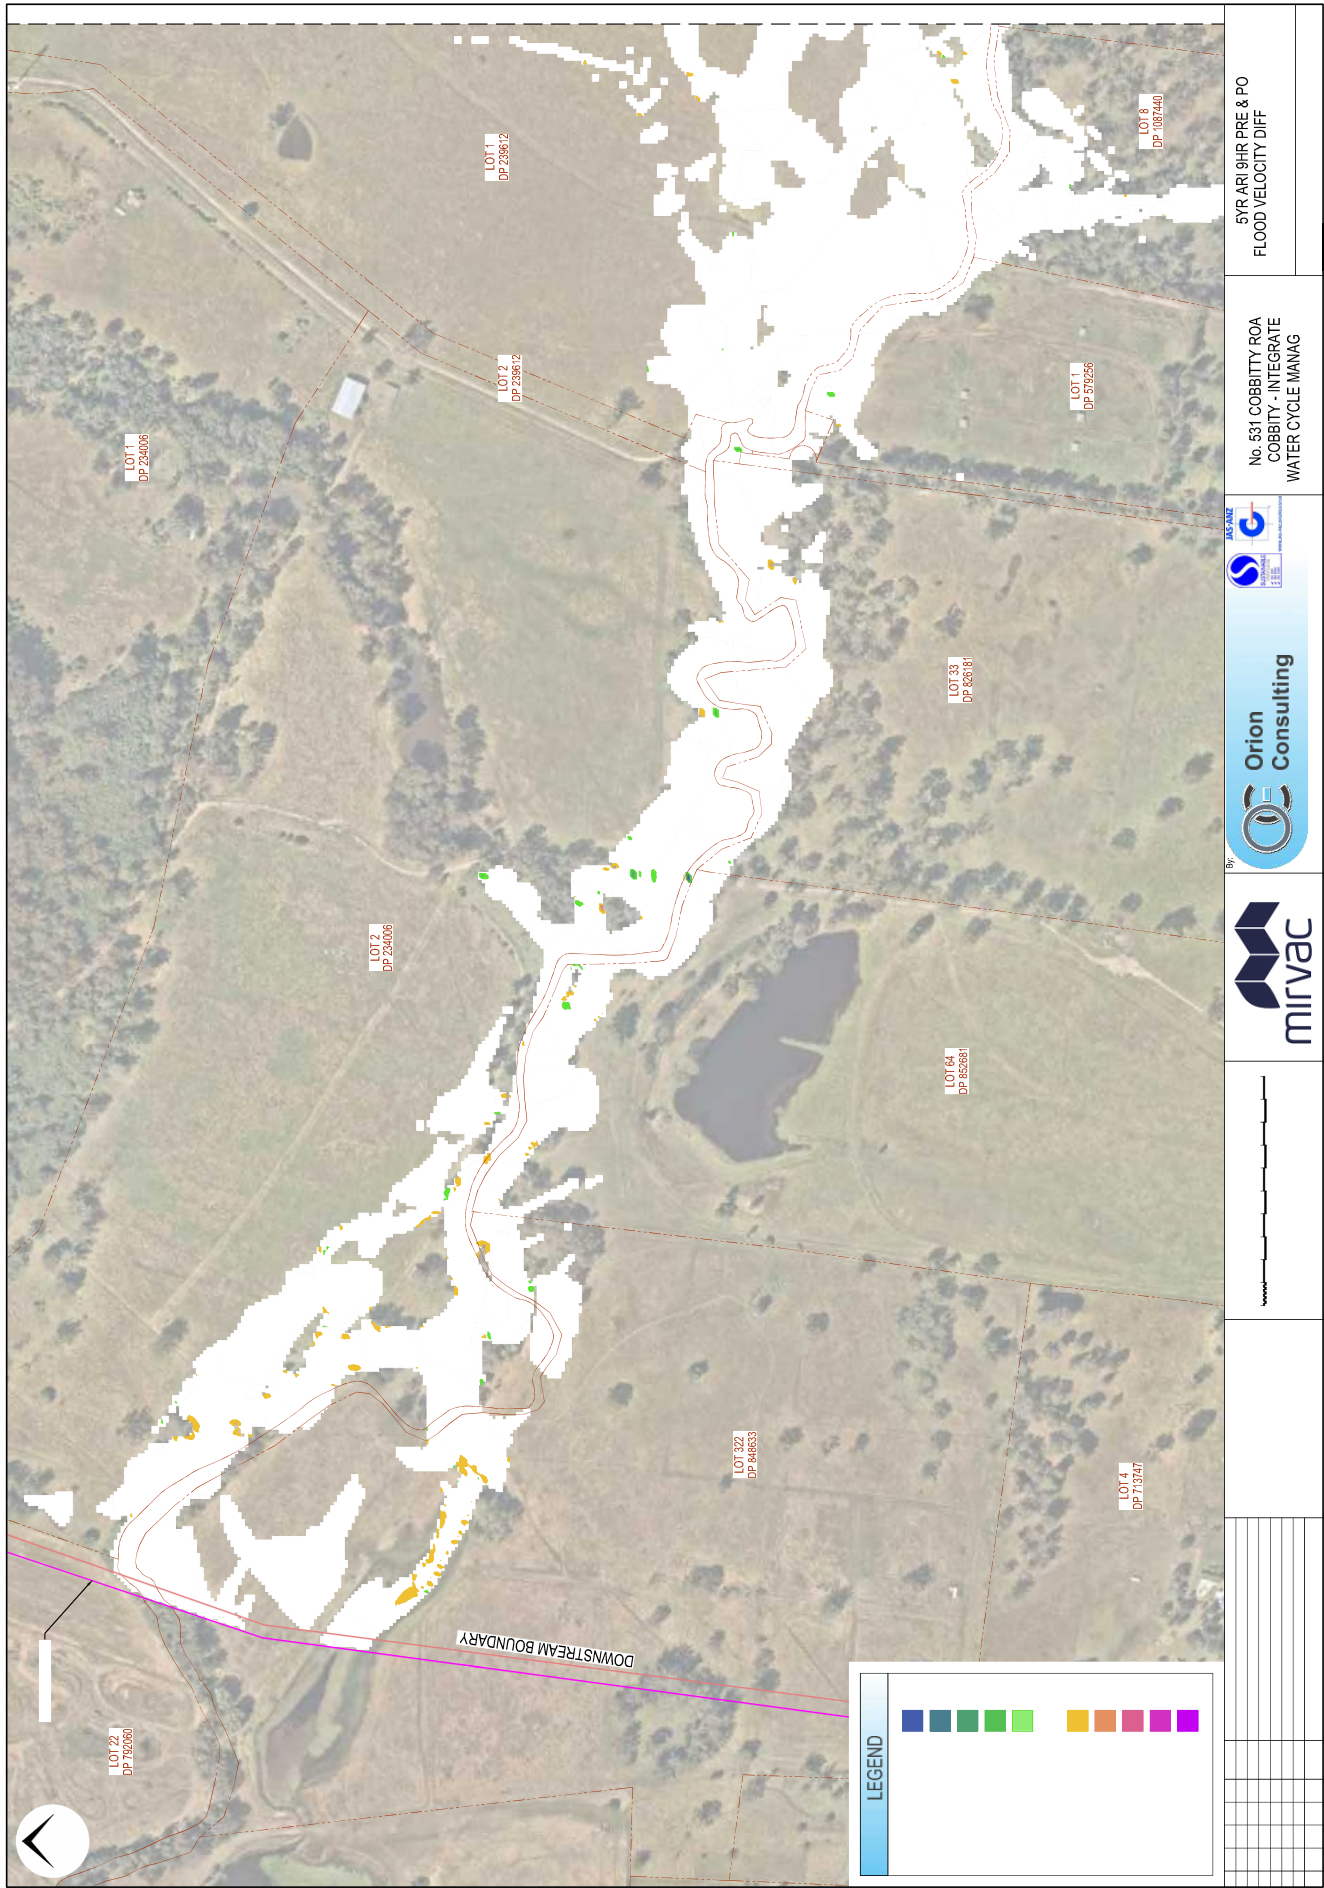 LOT 1
DP 239612
LOT 8
DP 1087440
LOT 2
DP 239612
LOT 1
DP 579256
LOT 1
DP 234006
LOT 33
DP 826181
LOT 2
DP 234006
LOT 64
DP 852681
LOT 322
DP 848633
LOT 4
DP 713747
LOT 22
DP 792060
DOWNSTREAM BOUNDARY
LEGEND
5YR ARI 9HR PRE & PO
FLOOD VELOCITY DIFF
No. 531 COBBITTY ROA
COBBITY - INTEGRATE
WATER CYCLE MANAG
JAS-ANZ
By:
Orion
Consulting
mirvac